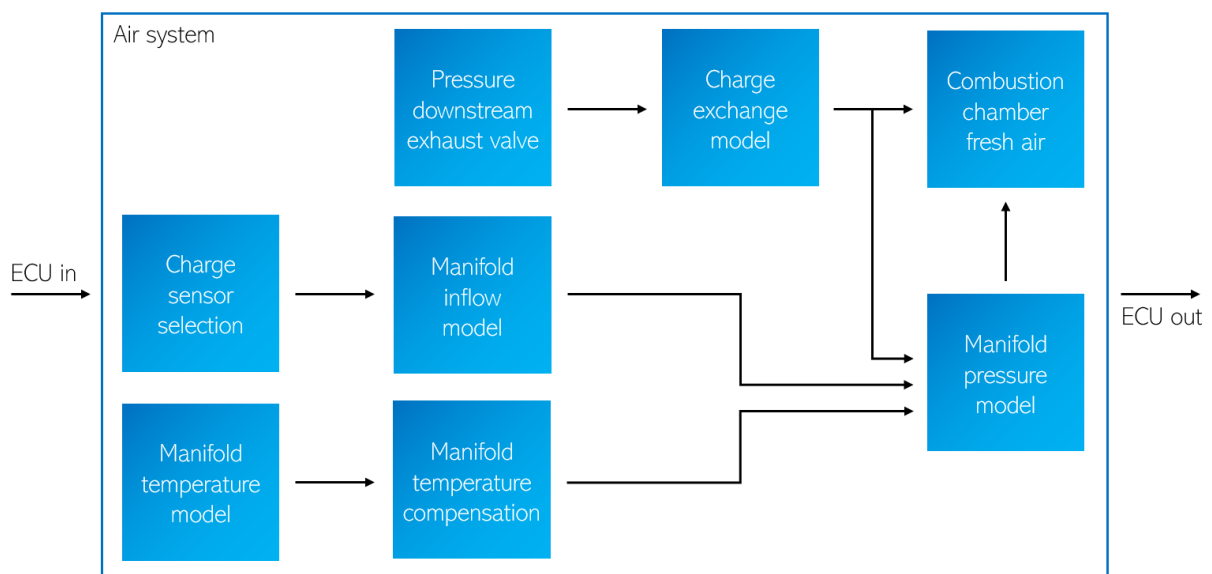 Air system
Pressure
downstream
exhaust valve
Charge
exchange
model
Combustion
chamber
fresh air
ECU in
Charge
sensor
selection
Manifold
inflow
model
Manifold
pressure
model
ECU out
Manifold
temperature
model
Manifold
temperature
compensation